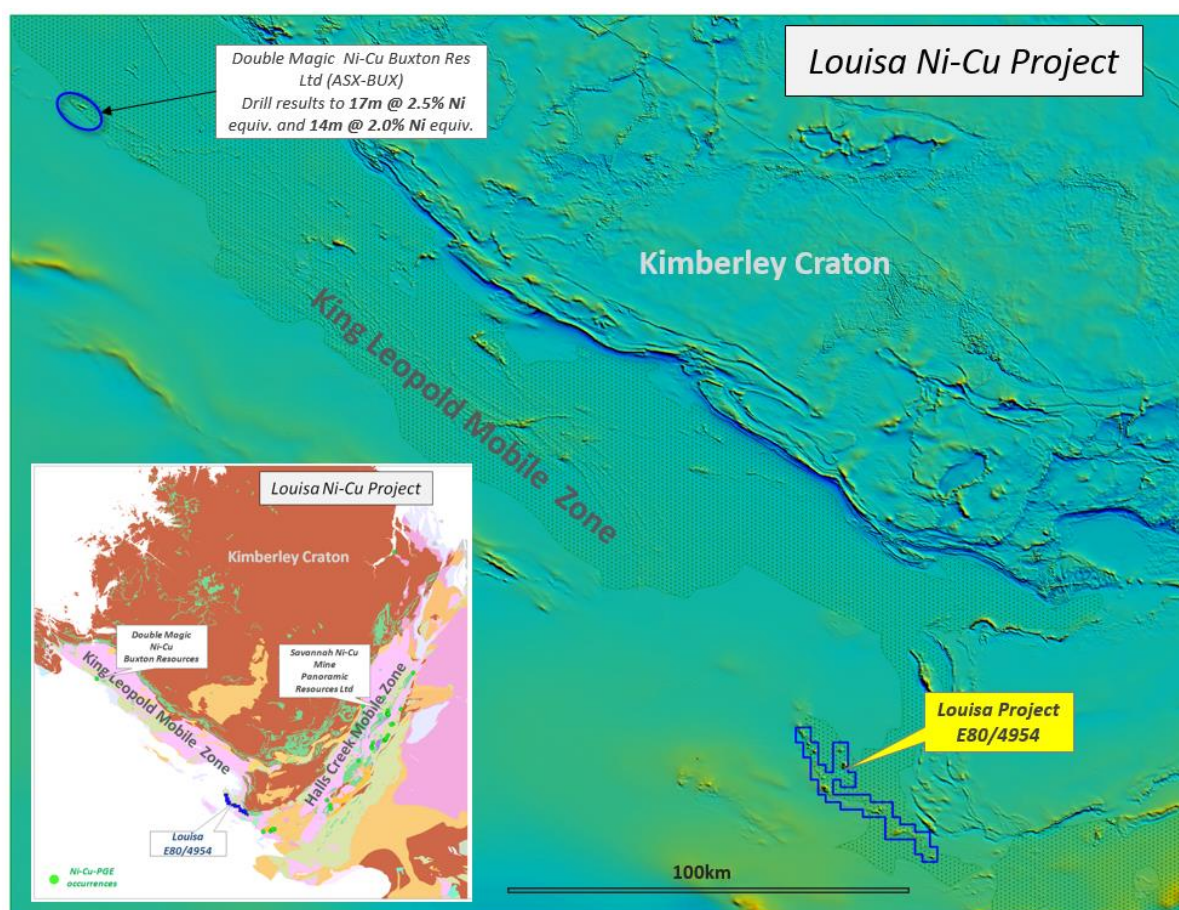 Louisa Ni-Cu Project
Double Magic Ni-Cu Buxton Res
Ltd (ASX-BUX)
Drill results to 17m @ 2.5% Ni
equiv. and 14m @ 2.0% Ni equiv.
Kimberley Craton
King Leopold Mobile Zone
Louisa Project
E80/4954
100km
Louisa Ni-Cu Project
Kimberley Craton
Double Magic
Ni-Cu
Buxton Resources
Savannah Ni-Cu
Mine
Panoramic
Resources Ltd
King Leopold Mobile Zone
Halls Creek Mobile Zone
Louisa
E80/4954
Ni-Cu-PGE
occurrences